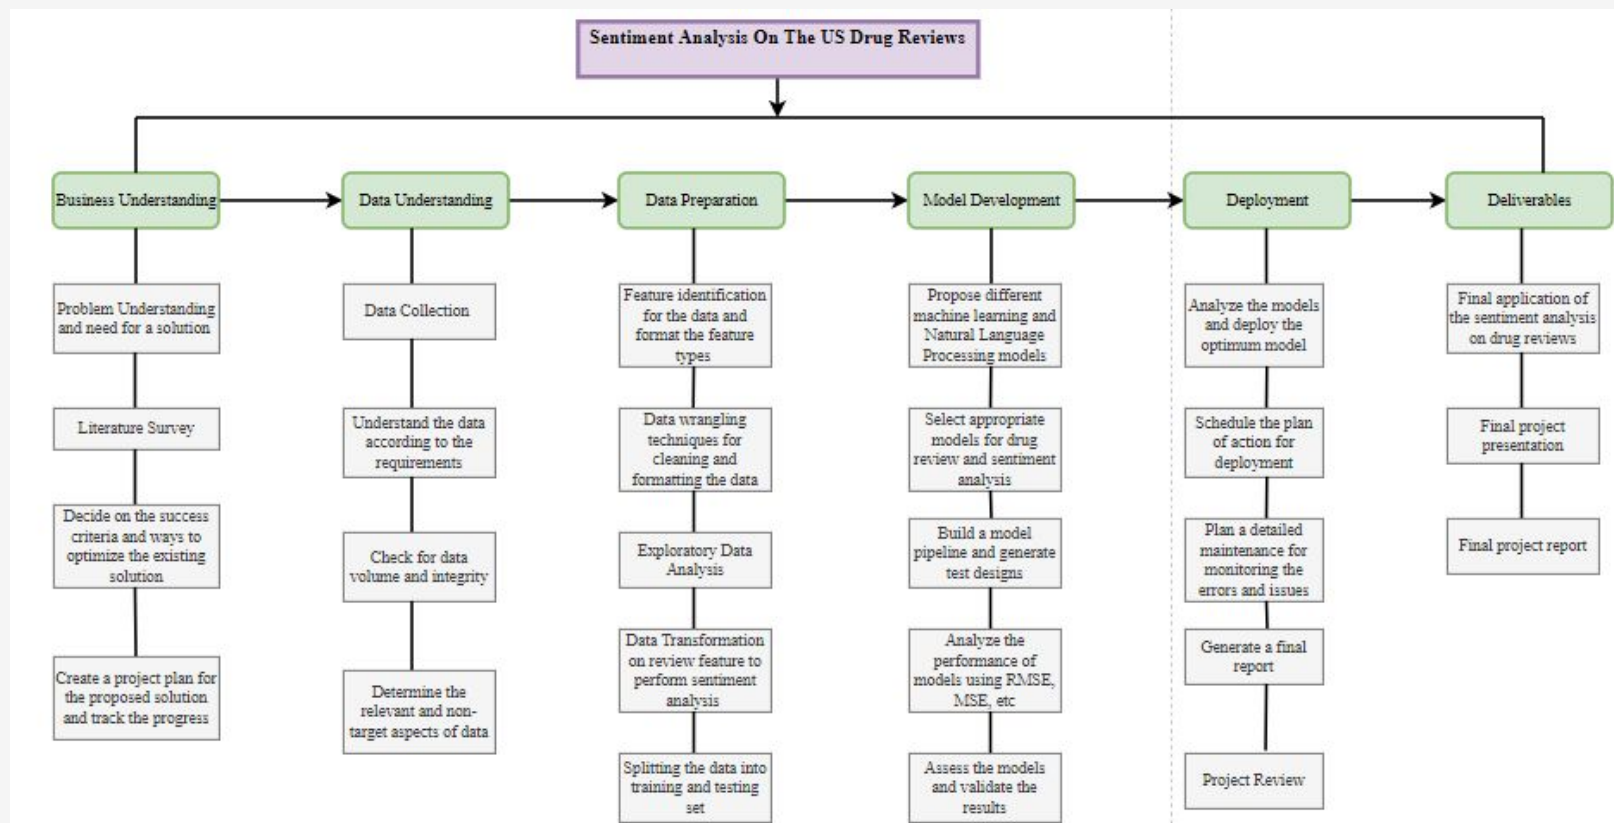 Sentiment Analysis On The US Drug Reviews
Business Understanding
Data Understanding
Data Preparation
Model Development
Deployment
Deliverables
Problem Understanding
and need for a solution
Literature Survey
Decide on the success
criteria and ways to
optimize the existing
solution
Create a project plan for
the proposed solution
and track the progress
Data Collection
Understand the data
according to the
requirements
Check for data
volume and integrity
Determine the
relevant and non-
target aspects of data
Feature identification
for the data and
format the feature
types
Data wrangling
techniques for
cleaning and
formatting the data
Exploratory Data
Analysis
Data Transformation
on review feature to
perform sentiment
analysis
Splitting the data into
training and testing
set
Propose different
machine learning and
Natural Language
Processing models
Select appropriate
models for drug
review and sentiment
analysis
Build a model
pipeline and generate
test designs
Analyze the
performance of
models using RMSE,
MSE, etc
Assess the models
and validate the
results
Analyze the models
and deploy the
optimum model
Schedule the plan
of action for
deployment
Plan a detailed
maintenance for
monitoring the
errors and issues
Generate a final
report
Project Review
Final application of
the sentiment analysis
on drug reviews
Final project
presentation
Final project report